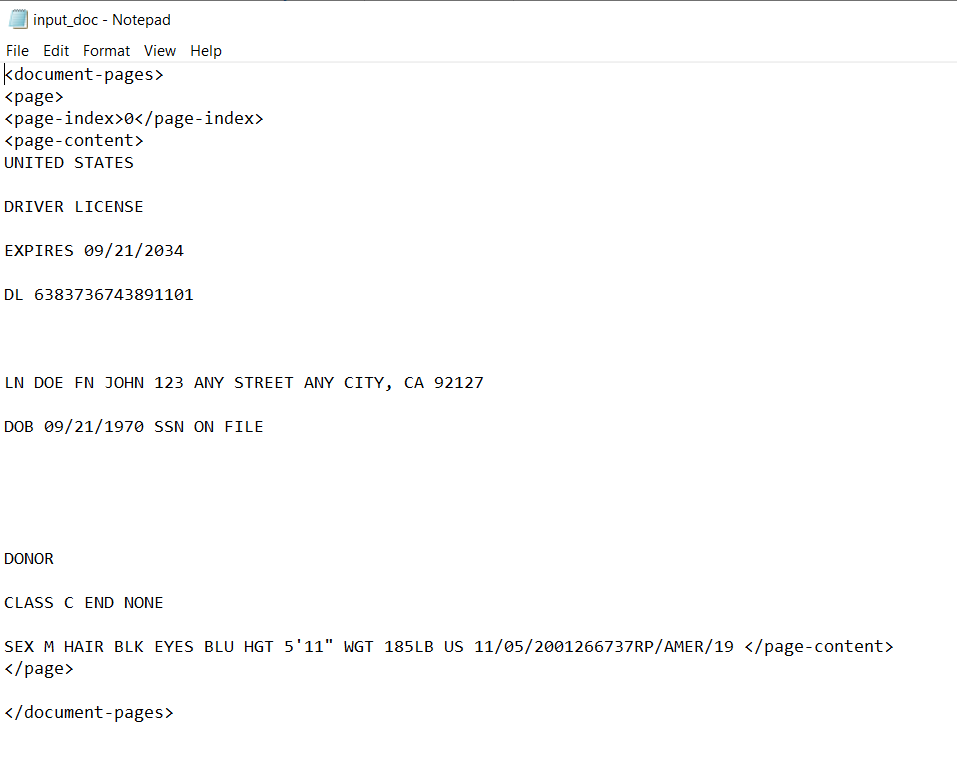 input_doc - Notepad
File Edit Format View Help
<document-pages>
<page>
<page-index>0</page-index>
<page-content>
UNITED STATES
DRIVER LICENSE
EXPIRES 09/21/2034
DL 6383736743891101
LN DOE FN JOHN 123 ANY STREET ANY CITY, CA 92127
DOB 09/21/1970 SSN ON FILE
DONOR
CLASS C END NONE
SEX M HAIR BLK EYES BLU HGT 5'11" WGT 185LB US 11/05/2001266737RP/AMER/19 </page-content>
</page>
</document-pages>